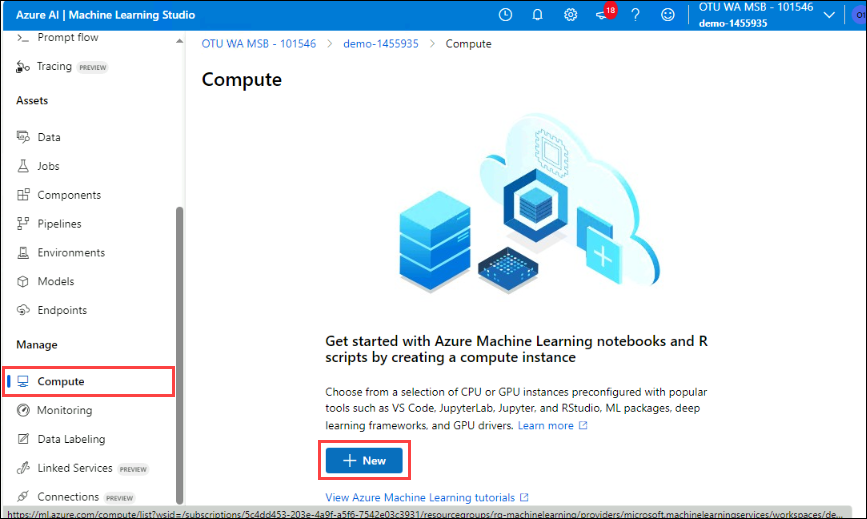 Azure AI | Machine Learning Studio
18
OTU WA MSB - 101546
demo-1455935
Prompt flow
Tracing PREVIEW
Assets
Data
Jobs
Components
Pipelines
Environments
Models
Endpoints
Manage
Compute
Monitoring
Data Labeling
Linked Services PREVIEW
Connections PREVIEW
OTU WA MSB - 101546 > demo-1455935 > Compute
Compute
Get started with Azure Machine Learning notebooks and R
scripts by creating a compute instance
Choose from a selection of CPU or GPU instances preconfigured with popular
tools such as VS Code, JupyterLab, Jupyter, and RStudio, ML packages, deep
learning frameworks, and GPU drivers. Learn more
+ New
View Azure Machine Learning tutorials
https://ml.azure.com/compute/list?wsid=/subscriptions/5c4dd453-203e-4a9f-a5f6-7542e03c3931/resourcegroups/rg-machinelearning/providers/microsoft.machinelearningservices/workspaces/de...